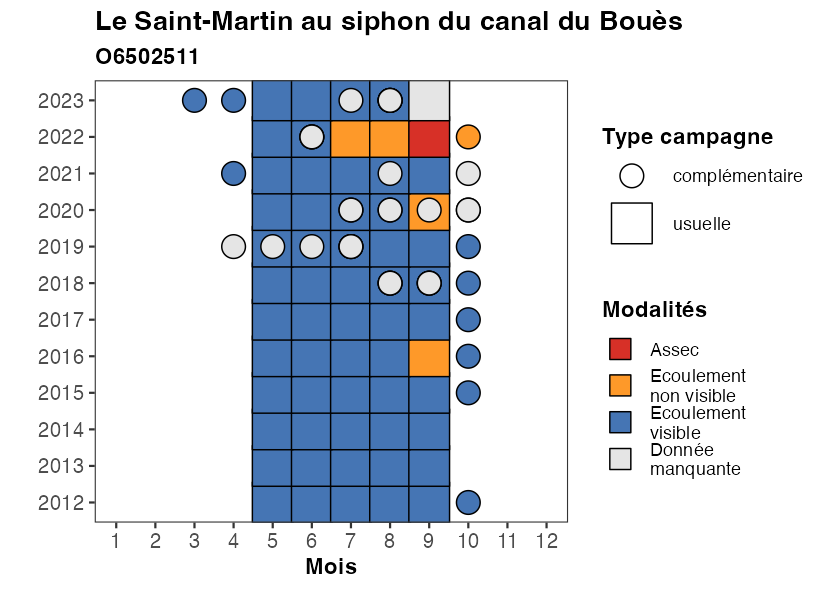 Le Saint-Martin au siphon du canal du Bouès
O6502511
2023
2022
2021
2020
2019
2018
2017
2016
2015
2014
2013
2012
1 2 3 4 5 6 7 8 9 10 11 12
Mois
Type campagne
complémentaire
usuelle
Modalités
Assec
Ecoulement
non visible
Ecoulement
visible
Donnée
manquante